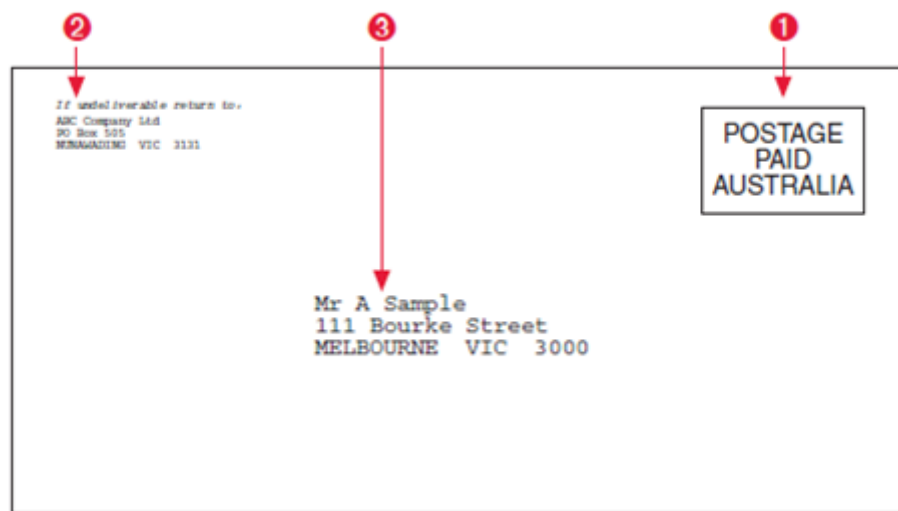 2
3
1
If undeliverable return to,
ABC Company Ltd
PO Box 505
NUNAWADING VIC 3131
POSTAGE
PAID
AUSTRALIA
Mr A Sample
111 Bourke Street
MELBOURNE VIC 3000